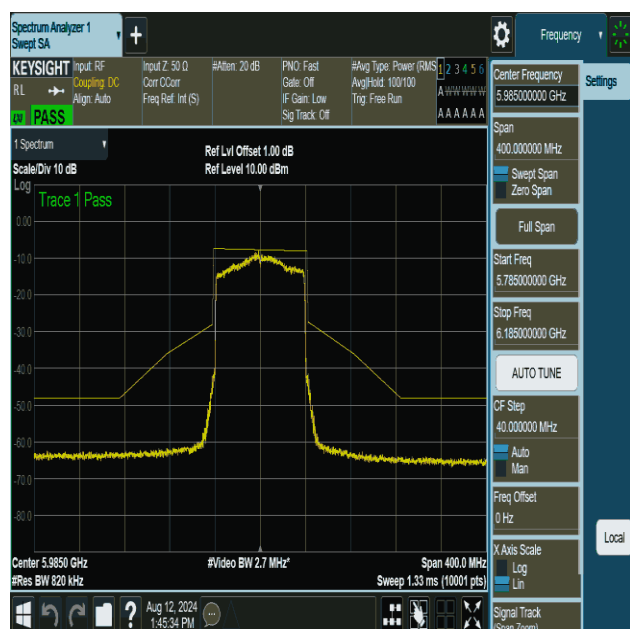 Spectrum Analyzer 1
Swept SA
+
Frequency
KEYSIGHT
RL
LXI
PASS
Input: RF
Coupling: DC
Align: Auto
Input Z: 50 Ω
Corr CCorr
Freq Ref: Int (S)
#Atten: 20 dB
PNO: Fast
Gate: Off
IF Gain: Low
Sig Track: Off
#Avg Type: Power (RMS
Avg|Hold: 100/100
Trig: Free Run
1 2 3 4 5 6
A W W W W W
A A A A A A
1 Spectrum
Scale/Div 10 dB
Ref Lvl Offset 1.00 dB
Ref Level 10.00 dBm
Log
Trace 1 Pass
0.00
-10.0
-20.0
-30.0
-40.0
-50.0
-60.0
-70.0
-80.0
Center 5.9850 GHz
#Res BW 820 kHz
#Video BW 2.7 MHz*
Span 400.0 MHz
Sweep 1.33 ms (10001 pts)
?
Aug 12, 2024
1:45:34 PM
Center Frequency
5.985000000 GHz
Span
400.000000 MHz
Swept Span
Zero Span
Full Span
Start Freq
5.785000000 GHz
Stop Freq
6.185000000 GHz
AUTO TUNE
CF Step
40.000000 MHz
Auto
Man
Freq Offset
0 Hz
X Axis Scale
Log
Lin
Signal Track
(Span Zoom)
Settings
Local